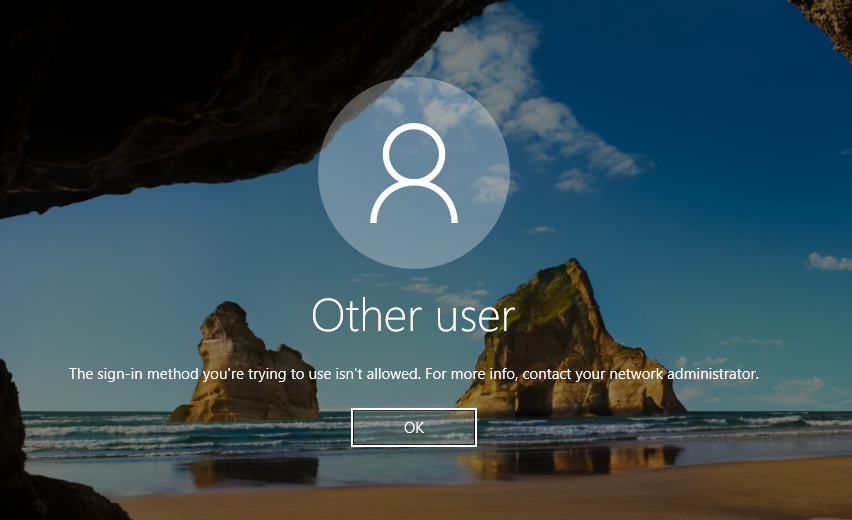 Other user
The sign-in method you're trying to use isn't allowed. For more info, contact your network administrator.
OK